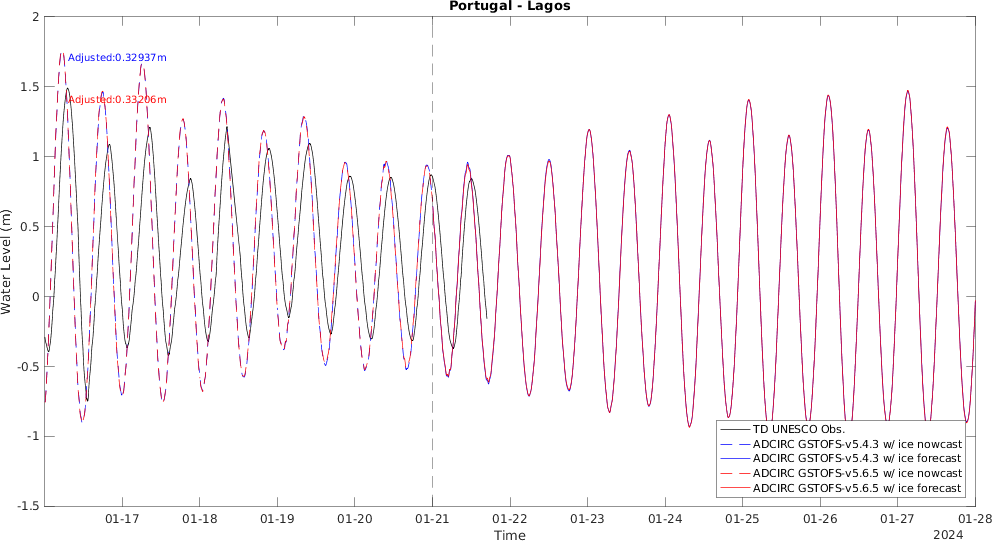 Portugal - Lagos
2
1.5
1
0.5
0
-0.5
-1
-1.5
Water Level (m)
Adjusted:0.32937m
Adjusted:0.33206m
TD UNESCO Obs.
ADCIRC GSTOFS-v5.4.3 w/ ice nowcast
ADCIRC GSTOFS-v5.4.3 w/ ice forecast
ADCIRC GSTOFS-v5.6.5 w/ ice nowcast
ADCIRC GSTOFS-v5.6.5 w/ ice forecast
01-17 01-18 01-19 01-20 01-21 01-22 01-23 01-24 01-25 01-26 01-27 01-28
Time
2024